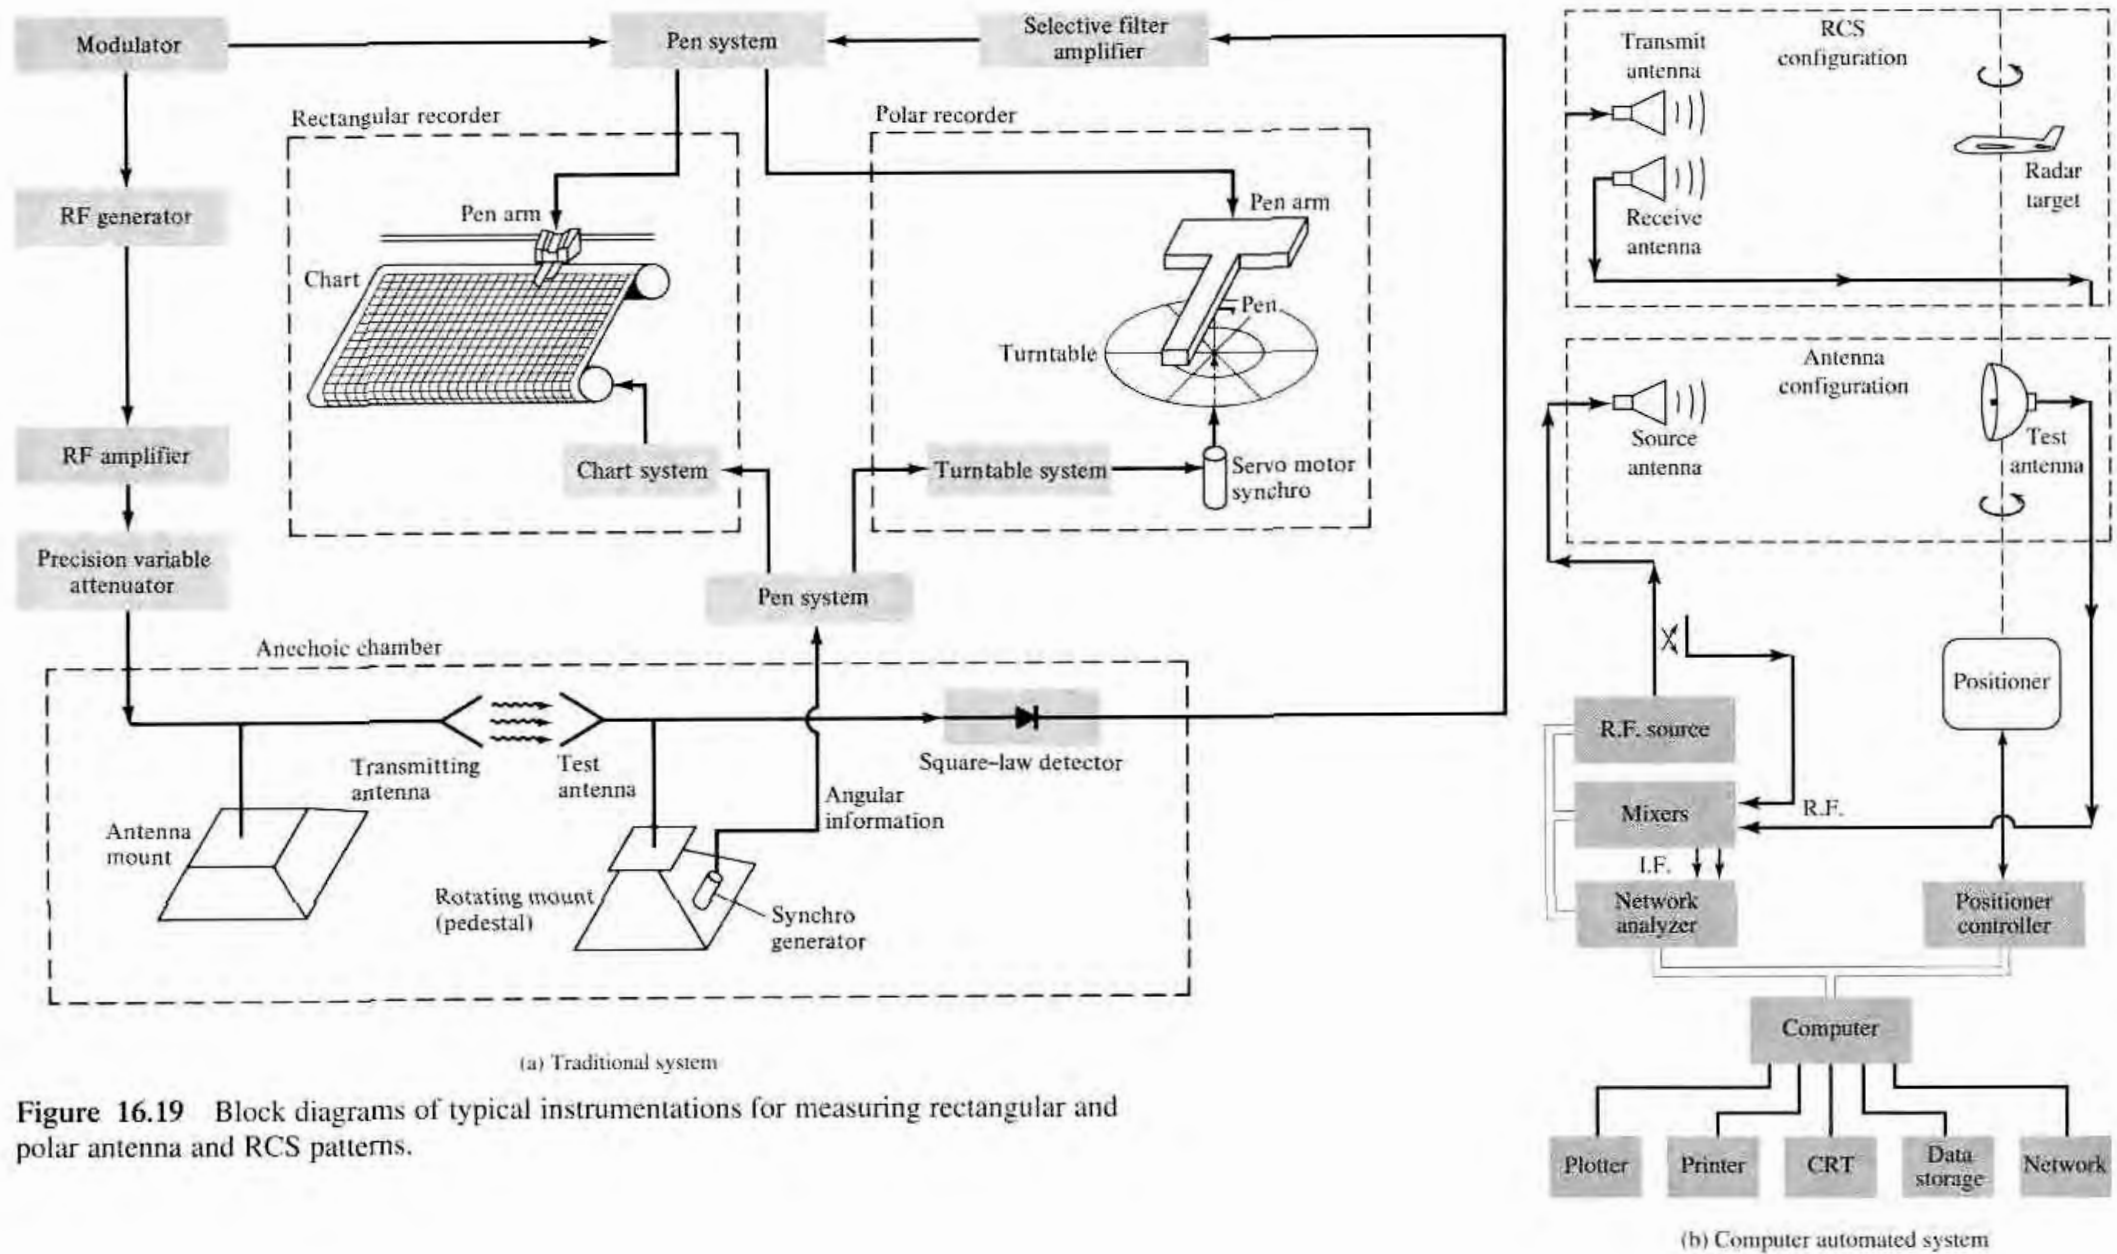 Modulator
Pen system
Selective filter
amplifier
Rectangular recorder
Polar recorder
RF generator
Pen arm
Chart
Pen arm
Pen
Turntable
RF amplifier
Chart system
Turntable system
Servo motor
synchro
Precision variable
attenuator
Pen system
Anechoic chamber
Transmitting
antenna
Test
antenna
Square-law detector
Angular
information
Antenna
mount
Rotating mount
(pedestal)
Synchro
generator
(a) Traditional system
Figure 16.19 Block diagrams of typical instrumentations for measuring rectangular and
polar antenna and RCS patterns.
RCS
configuration
Transmit
antenna
Receive
antenna
Radar
target
Antenna
configuration
Source
antenna
Test
antenna
Positioner
R.F. source
Mixers
R.F.
I.F.
Network
analyzer
Positioner
controller
Computer
Plotter
Printer
CRT
Data
storage
Network
(b) Computer automated system